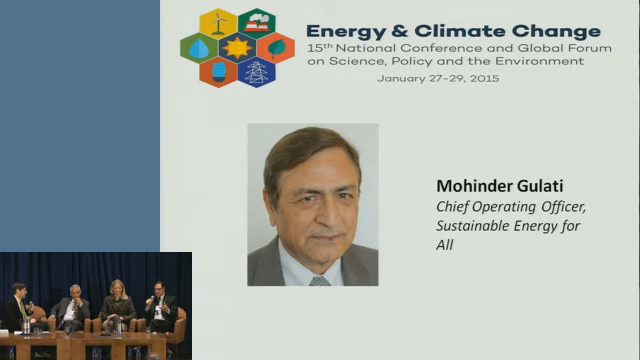 Energy & Climate Change
15th National Conference and Global Forum
on Science, Policy and the Environment
January 27-29, 2015
Mohinder Gulati
Chief Operating Officer,
Sustainable Energy for
All